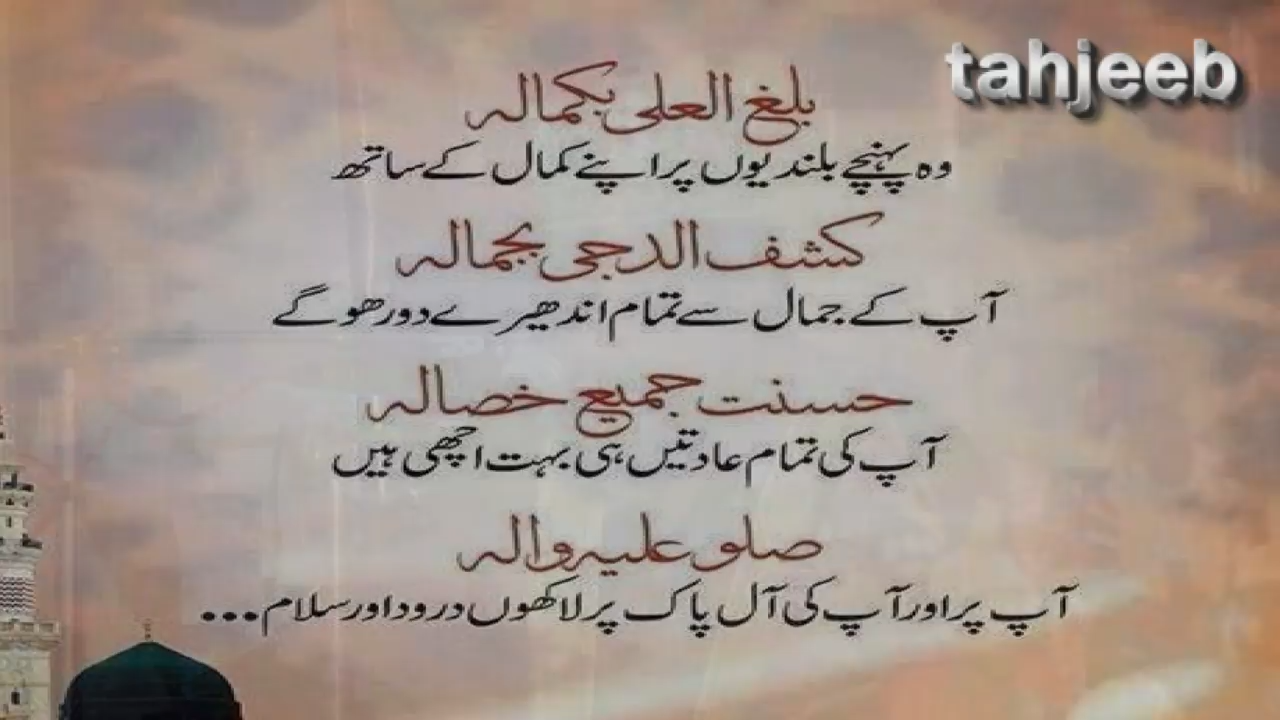 tahjeeb
بلغ العلی بکمالہ
وہ پہنچے بلندیوں پر اپنے کمال کے ساتھ
کشف الدجی بجمالہ
آپ کے جمال سے تمام اندھیرے دور ھو گے
حسنت جمیع خصالہ
آپ کی تمام عادتیں ہی بہت اچھی ہیں
صلو علیہ والہ
آپ پر اور آپ کی آل پاک پر لاکھوں درود اور سلام...